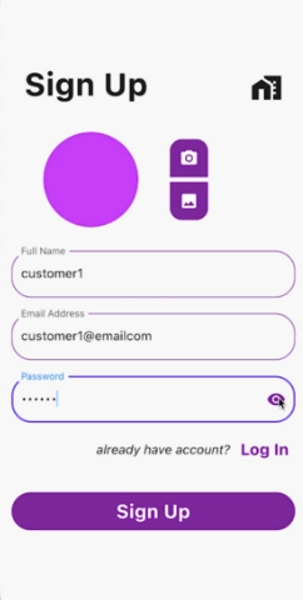 Sign Up
Full Name
customer1
Email Address
customer1@emailcom
Password
••••••
already have account? Log In
Sign Up